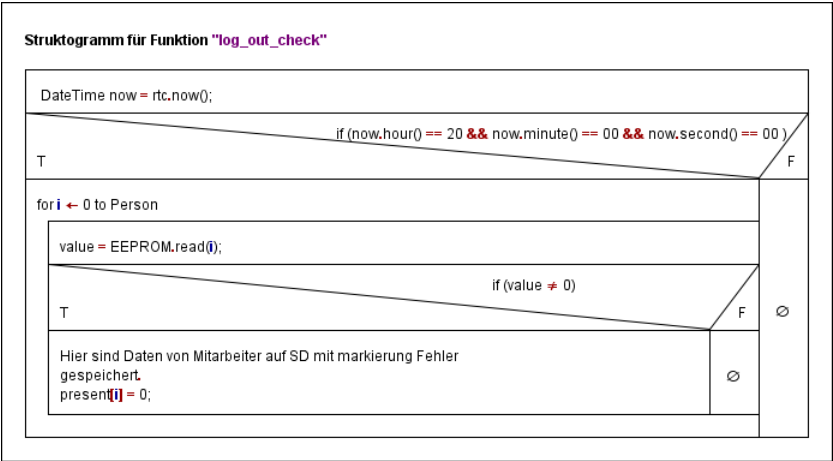 Struktogramm für Funktion "log_out_check"
DateTime now = rtc.now();
if (now.hour() == 20 && now.minute() == 00 && now.second() == 00 )
T
F
for i ← 0 to Person
value = EEPROM.read(i);
if (value ≠ 0)
T
F
∅
Hier sind Daten von Mitarbeiter auf SD mit markierung Fehler
gespeichert.
present[i] = 0;
∅